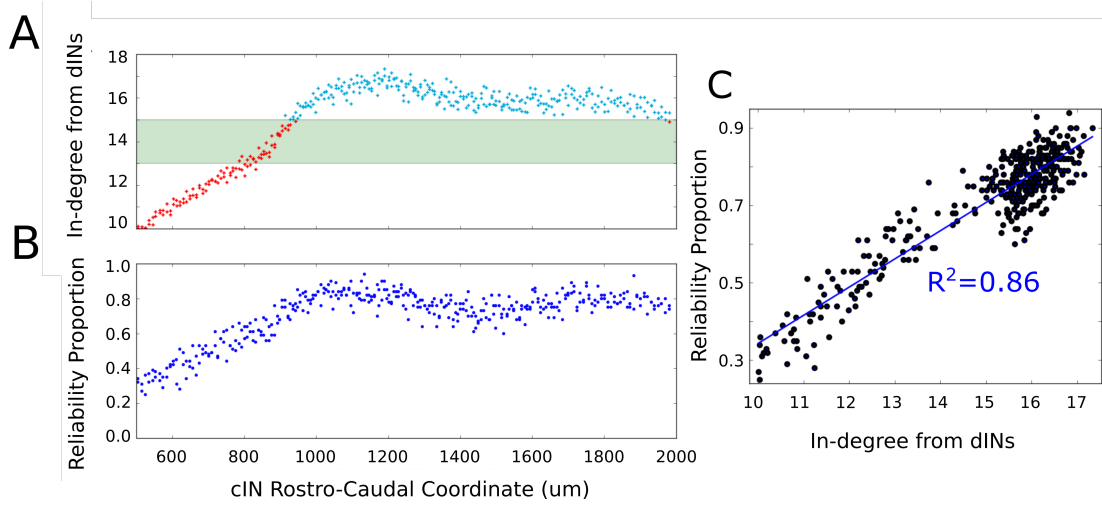 A
In-degree from dINs
18
16
14
12
10
B
Reliability Proportion
1.0
0.8
0.6
0.4
0.2
0.0
600 800 1000 1200 1400 1600 1800 2000
cIN Rostro-Caudal Coordinate (um)
C
Reliability Proportion
0.9
0.7
0.5
0.3
R²=0.86
10 11 12 13 14 15 16 17
In-degree from dINs